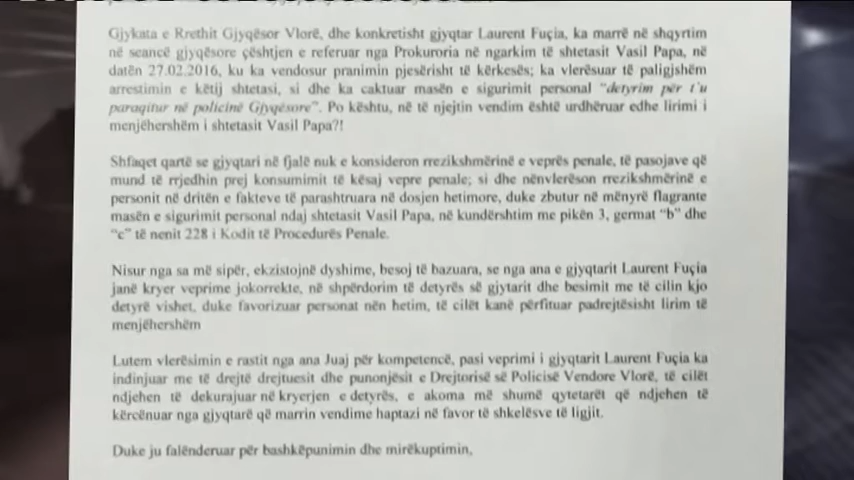 Gjykata e Rrethit Gjyqësor Vlorë, dhe konkretisht gjyqtar Laurent Fuçia, ka marrë në shqyrtim
në seancë gjyqësore çështjen e referuar nga Prokuroria në ngarkim të shtetasit Vasil Papa, në
datën 27.02.2016, ku ka vendosur pranimin pjesërisht të kërkesës; ka vlerësuar të paligjshëm
arrestimin e këtij shtetasi, si dhe ka caktuar masën e sigurimit personal "detyrim për t'u
paraqitur në policinë Gjyqësore". Po kështu, në të njejtin vendim është urdhëruar edhe lirimi i
menjëhershëm i shtetasit Vasil Papa?!
Shfaqet qartë se gjyqtari në fjalë nuk e konsideron rrezikshmërinë e veprës penale, të pasojave që
mund të rrjedhin prej konsumimit të kësaj vepre penale; si dhe nënvlerëson rrezikshmërinë e
personit në dritën e fakteve të parashtruara në dosjen hetimore, duke zbutur në mënyrë flagrante
masën e sigurimit personal ndaj shtetasit Vasil Papa, në kundërshtim me pikën 3, germat "b" dhe
"c" të nenit 228 i Kodit të Procedurës Penale.
Nisur nga sa më sipër, ekzistojnë dyshime, besoj të bazuara, se nga ana e gjyqtarit Laurent Fuçia
janë kryer veprime jokorrekte, në shpërdorim të detyrës së gjytarit dhe besimit me të cilin kjo
detyrë vishet, duke favorizuar personat nën hetim, të cilët kanë përfituar padrejtësisht lirim të
menjëhershëm
Lutem vlerësimin e rastit nga ana Juaj për kompetencë, pasi veprimi i gjyqtarit Laurent Fuçia ka
indinjuar me të drejtë drejtuesit dhe punonjësit e Drejtorisë së Policisë Vendore Vlorë, të cilët
ndjehen të dekurajuar në kryerjen e detyrës, e akoma më shumë qytetarët që ndjehen të
kërcënuar nga gjyqtarë që marrin vendime haptazi në favor të shkelësve të ligjit.
Duke ju falënderuar për bashkëpunimin dhe mirëkuptimin,